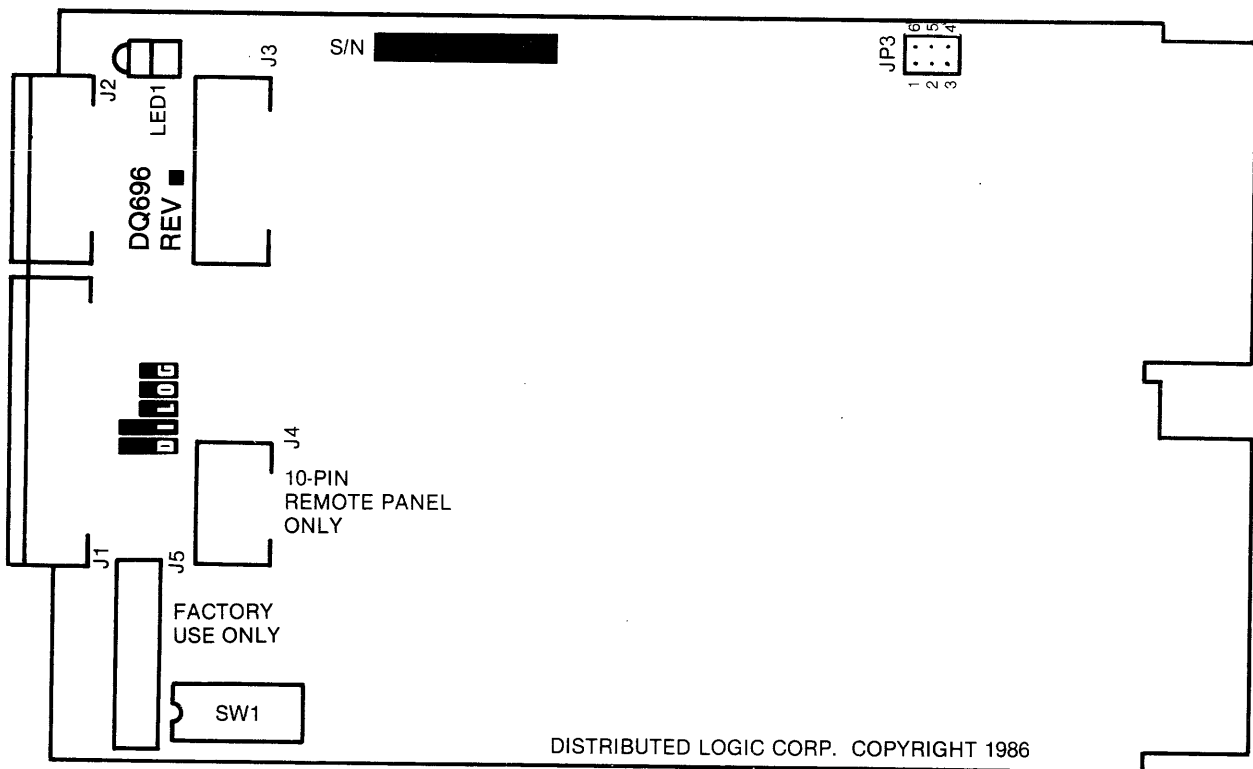 S/N
JP3
6
5
4
1
2
3
J2
LED1
J3
DQ696
REV
DILOG
J4
10-PIN
REMOTE PANEL
ONLY
J1
J5
FACTORY
USE ONLY
SW1
DISTRIBUTED LOGIC CORP. COPYRIGHT 1986